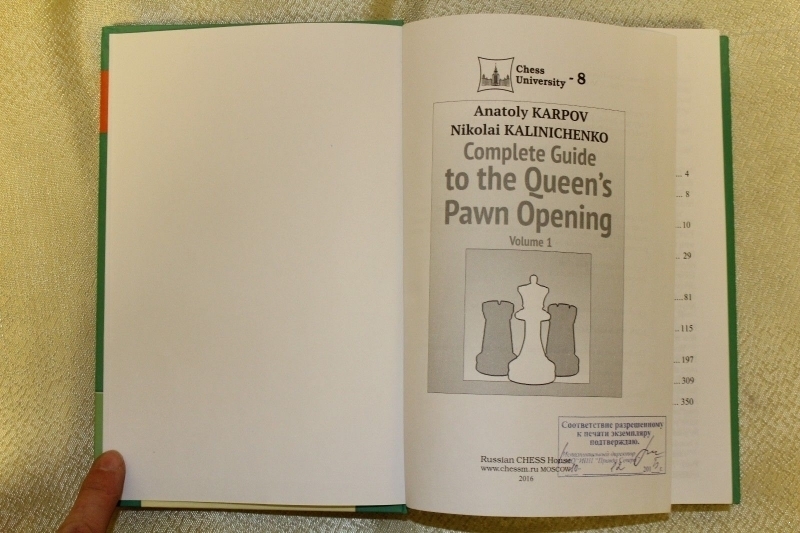 Chess
University - 8
Anatoly KARPOV
Nikolai KALINICHENKO
Complete Guide
to the Queen's
Pawn Opening
Volume 1
Соответствие разрешенному
к печати экземпляру
подтверждаю.
Russian CHESS House
www.chessm.ru MOSCOW
2016
... 4
... 8
...10
29
...81
115
197
...309
...350